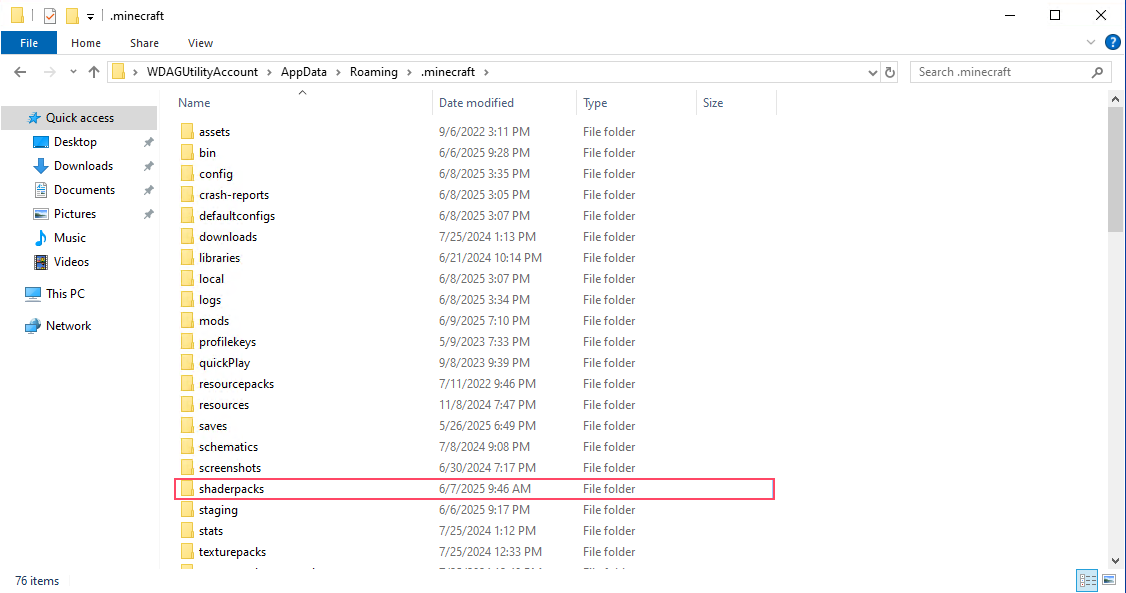 .minecraft
File Home Share View
WDAGUtilityAccount AppData Roaming .minecraft Search .minecraft
Name Date modified Type Size
Quick access
Desktop
Downloads
Documents
Pictures
Music
Videos
This PC
Network
assets 9/6/2022 3:11 PM File folder
bin 6/6/2025 9:28 PM File folder
config 6/8/2025 3:35 PM File folder
crash-reports 6/8/2025 3:05 PM File folder
defaultconfigs 6/8/2025 3:07 PM File folder
downloads 7/25/2024 1:13 PM File folder
libraries 6/21/2024 10:14 PM File folder
local 6/8/2025 3:07 PM File folder
logs 6/8/2025 3:34 PM File folder
mods 6/9/2025 7:10 PM File folder
profilekeys 5/9/2023 7:33 PM File folder
quickPlay 9/8/2023 9:39 PM File folder
resourcepacks 7/11/2022 9:46 PM File folder
resources 11/8/2024 7:47 PM File folder
saves 5/26/2025 6:49 PM File folder
schematics 7/8/2024 9:08 PM File folder
screenshots 6/30/2024 7:17 PM File folder
shaderpacks 6/7/2025 9:46 AM File folder
staging 6/6/2025 9:17 PM File folder
stats 7/25/2024 1:12 PM File folder
texturepacks 7/25/2024 12:33 PM File folder
76 items